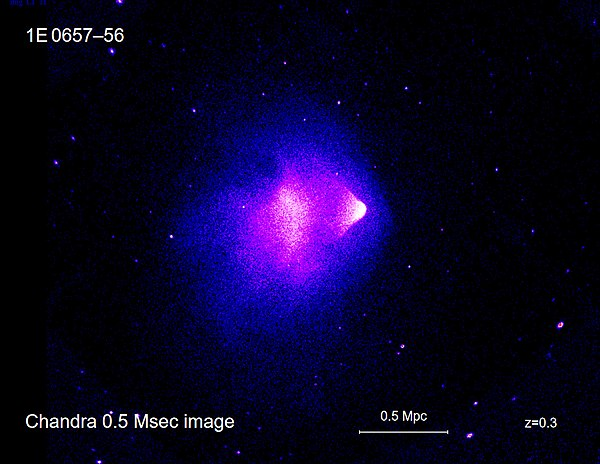 1E 0657–56
0.5 Mpc
Chandra 0.5 Msec image
z=0.3